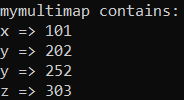 mymultimap contains:
x => 101
y => 202
y => 252
z => 303